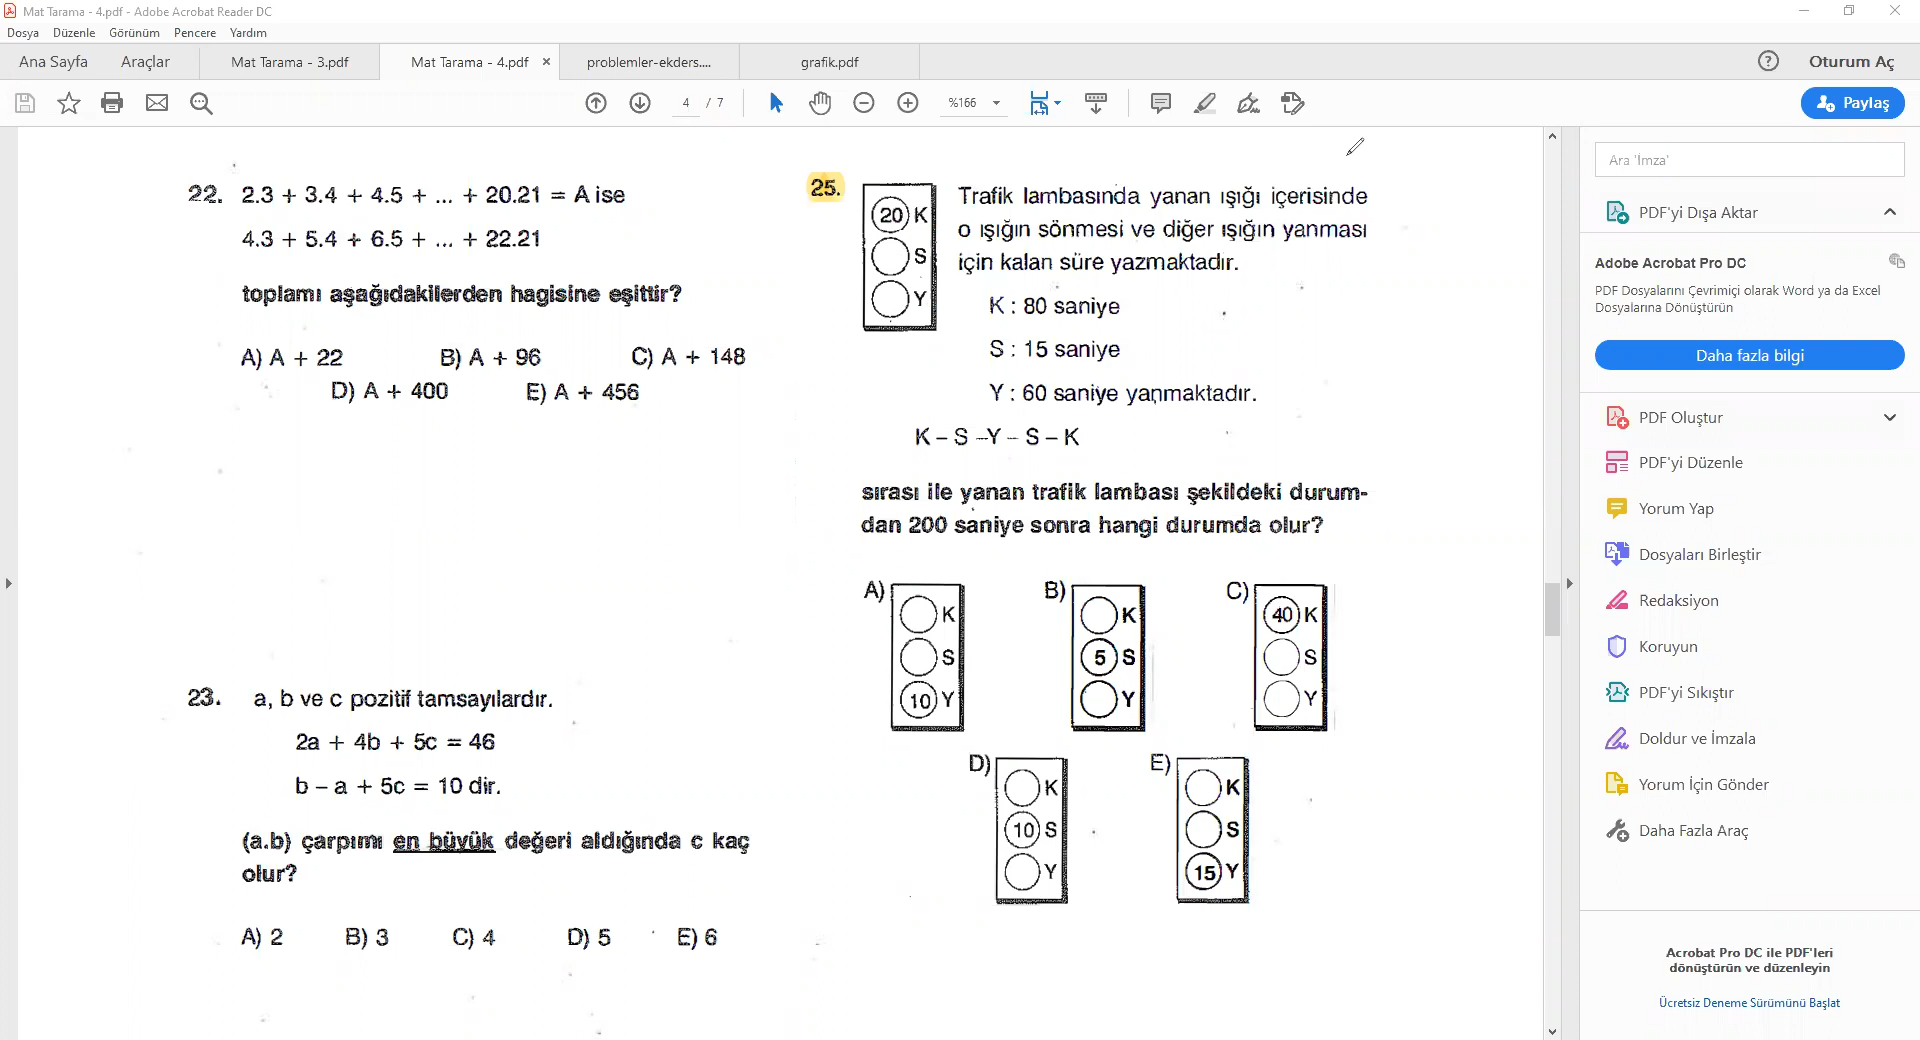 Mat Tarama - 4.pdf - Adobe Acrobat Reader DC
Dosya Düzenle Görünüm Pencere Yardım
Ana Sayfa Araçlar Mat Tarama - 3.pdf Mat Tarama - 4.pdf × problemler-ekders.... grafik.pdf ? Oturum Aç
4 / 7 %166 Paylaş
22. 2.3 + 3.4 + 4.5 + ... + 20.21 = A ise
4.3 + 5.4 + 6.5 + ... + 22.21
toplamı aşağıdakilerden hagisine eşittir?
A) A + 22 B) A + 96 C) A + 148
D) A + 400 E) A + 456
23. a, b ve c pozitif tamsayılardır.
2a + 4b + 5c = 46
b – a + 5c = 10 dir.
(a.b) çarpımı en büyük değeri aldığında c kaç
olur?
A) 2 B) 3 C) 4 D) 5 E) 6
25.
20 K
S
Y
Trafik lambasında yanan ışığı içerisinde
o ışığın sönmesi ve diğer ışığın yanması
için kalan süre yazmaktadır.
K : 80 saniye
S : 15 saniye
Y : 60 saniye yanmaktadır.
K – S – Y – S – K
sırası ile yanan trafik lambası şekildeki durum-
dan 200 saniye sonra hangi durumda olur?
A) K
S
10 Y
B) K
5 S
Y
C) 40 K
S
Y
D) K
10 S
Y
E) K
S
15 Y
Ara 'İmza'
PDF'yi Dışa Aktar
Adobe Acrobat Pro DC
PDF Dosyalarını Çevrimiçi olarak Word ya da Excel
Dosyalarına Dönüştürün
Daha fazla bilgi
PDF Oluştur
PDF'yi Düzenle
Yorum Yap
Dosyaları Birleştir
Redaksiyon
Koruyun
PDF'yi Sıkıştır
Doldur ve İmzala
Yorum İçin Gönder
Daha Fazla Araç
Acrobat Pro DC ile PDF'leri
dönüştürün ve düzenleyin
Ücretsiz Deneme Sürümünü Başlat